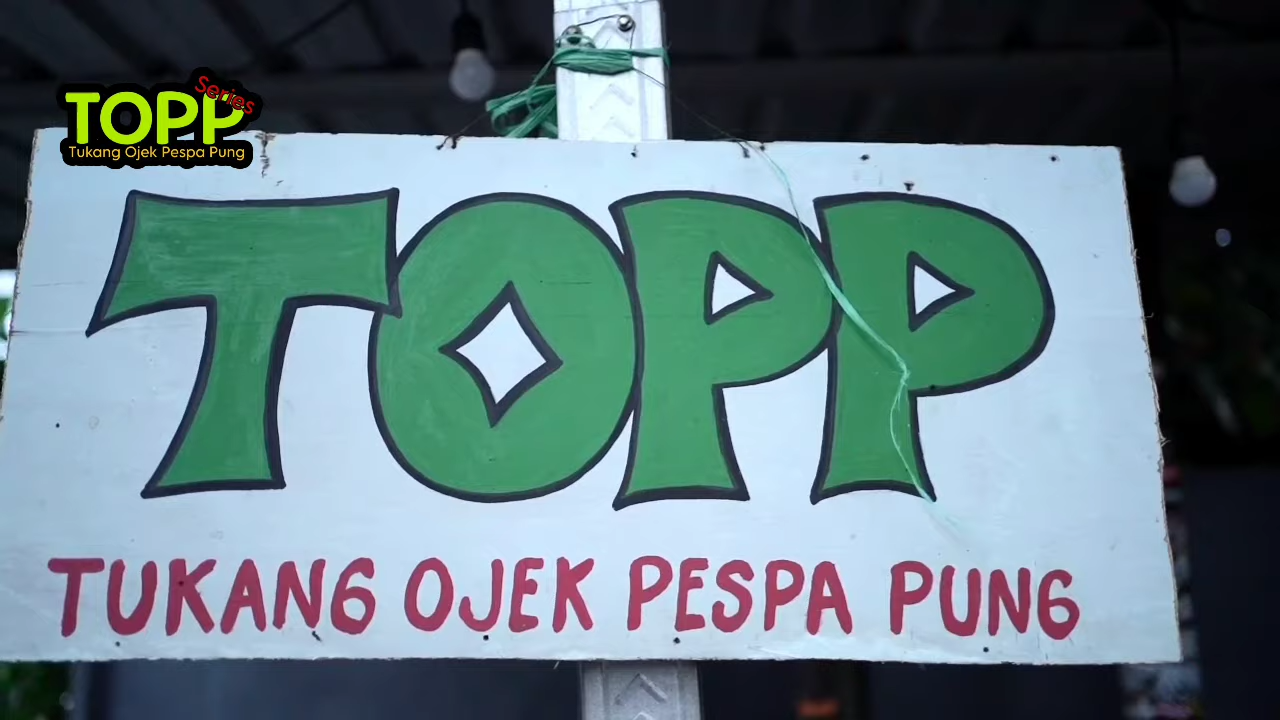 TOPP Series
Tukang Ojek Pespa Pung
TOPP
TUKANG OJEK PESPA PUNG